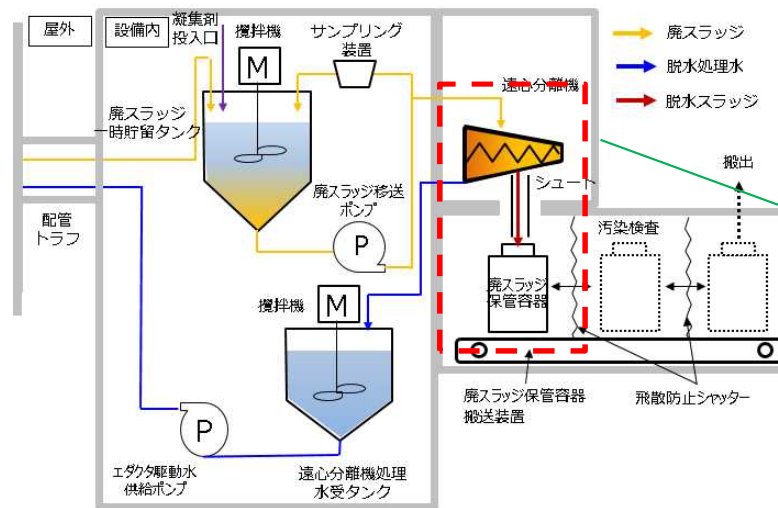 屋外
設備内
凝集剤
投入口
攪拌機
M
サンプリング
装置
廃スラッジ
脱水処理水
脱水スラッジ
遠心分離機
廃スラッジ
一時貯留タンク
シュート
搬出
配管
トラフ
廃スラッジ移送
ポンプ
P
汚染検査
攪拌機
M
廃スラッジ
保管容器
P
廃スラッジ保管容器
搬送装置
飛散防止シャッター
エダクタ駆動水
供給ポンプ
遠心分離機処理
水受タンク